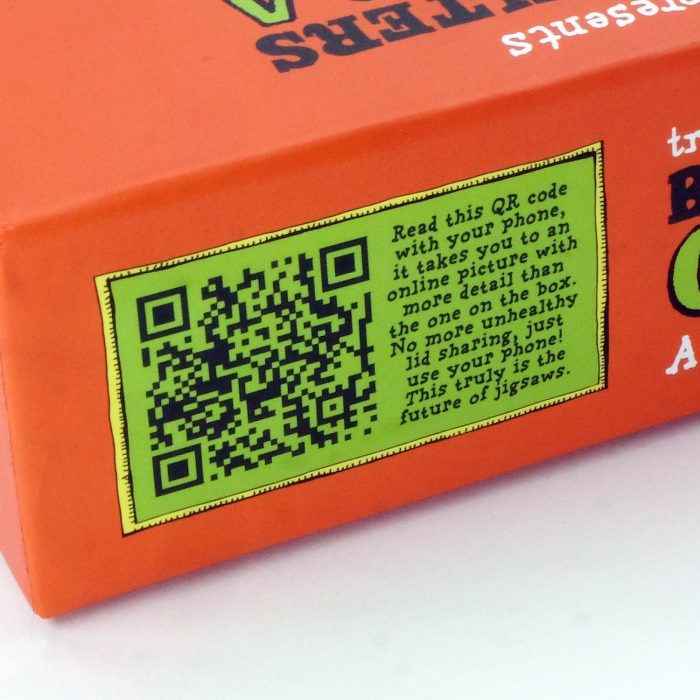 presents
Read this QR code
with your phone,
it takes you to an
online picture with
more detail than
the one on the box.
No more unhealthy
lid sharing, just
use your phone!
This truly is the
future of jigsaws.